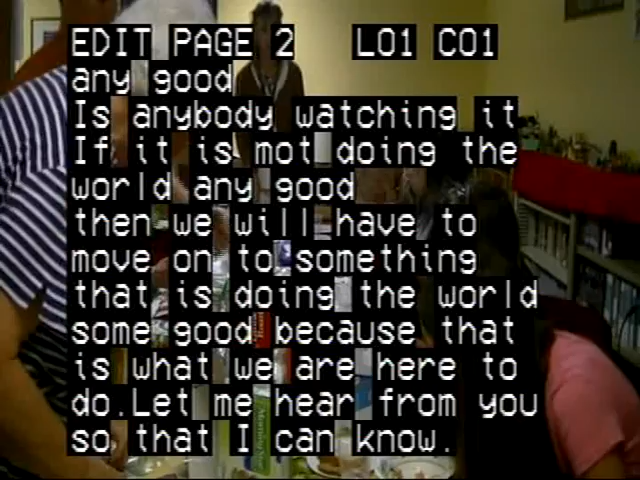 EDIT PAGE 2 L01 C01
any good
Is anybody watching it
If it is mot doing the
world any good
then we will have to
move on to something
that is doing the world
some good because that
is what we are here to
do.Let me hear from you
so that I can know.